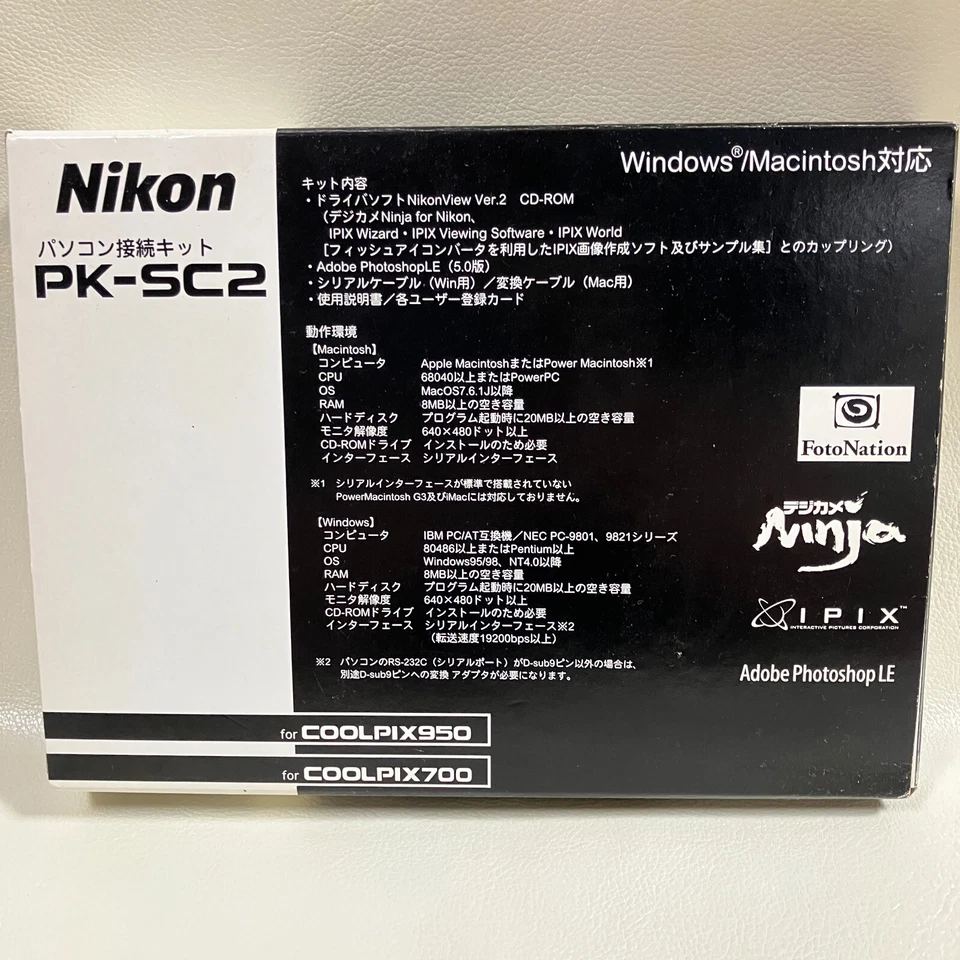 Nikon
パソコン接続キット
PK-SC2
Windows®/Macintosh対応
キット内容
・ドライバソフトNikonView Ver.2 CD-ROM
(デジカメNinja for Nikon、
IPIX Wizard・IPIX Viewing Software・IPIX World
[フィッシュアイコンバータを利用したIPIX画像作成ソフト及びサンプル集]とのカップリング)
・Adobe PhotoshopLE(5.0版)
・シリアルケーブル(Win用)/変換ケーブル(Mac用)
・使用説明書/各ユーザー登録カード
動作環境
【Macintosh】
コンピュータ Apple MacintoshまたはPower Macintosh※1
CPU 68040以上またはPowerPC
OS MacOS7.6.1J以降
RAM 8MB以上の空き容量
ハードディスク プログラム起動時に20MB以上の空き容量
モニタ解像度 640×480ドット以上
CD-ROMドライブ インストールのため必要
インターフェース シリアルインターフェース
※1 シリアルインターフェースが標準で搭載されていない
PowerMacintosh G3及びiMacには対応しておりません。
【Windows】
コンピュータ IBM PC/AT互換機/NEC PC-9801、9821シリーズ
CPU 80486以上またはPentium以上
OS Windows95/98、NT4.0以降
RAM 8MB以上の空き容量
ハードディスク プログラム起動時に20MB以上の空き容量
モニタ解像度 640×480ドット以上
CD-ROMドライブ インストールのため必要
インターフェース シリアルインターフェース※2
(転送速度19200bps以上)
※2 パソコンのRS-232C(シリアルポート)がD-sub9ピン以外の場合は、
別途D-sub9ピンへの変換 アダプタが必要になります。
FotoNation
デジカメ
Ninja
IPIX™
INTERACTIVE PICTURES CORPORATION
Adobe Photoshop LE
for COOLPIX950
for COOLPIX700